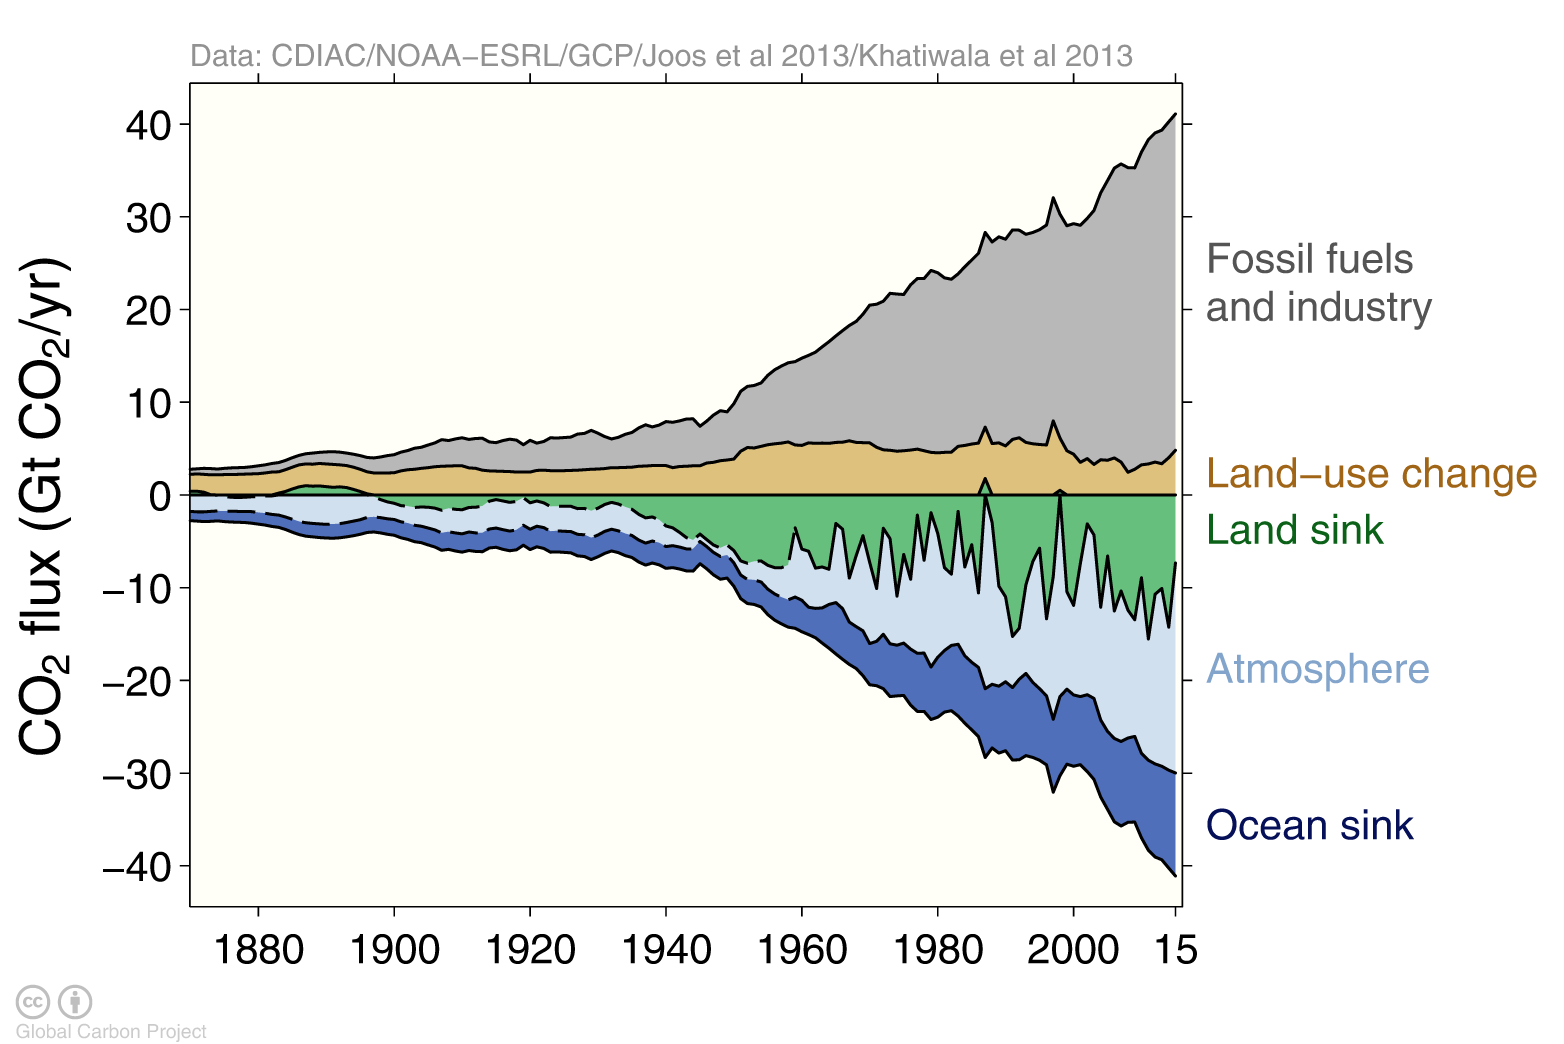 Data: CDIAC/NOAA−ESRL/GCP/Joos et al 2013/Khatiwala et al 2013
CO₂ flux (Gt CO₂/yr)
40
30
20
10
0
−10
−20
−30
−40
Fossil fuels
and industry
Land−use change
Land sink
Atmosphere
Ocean sink
1880 1900 1920 1940 1960 1980 2000 15
cc
Global Carbon Project